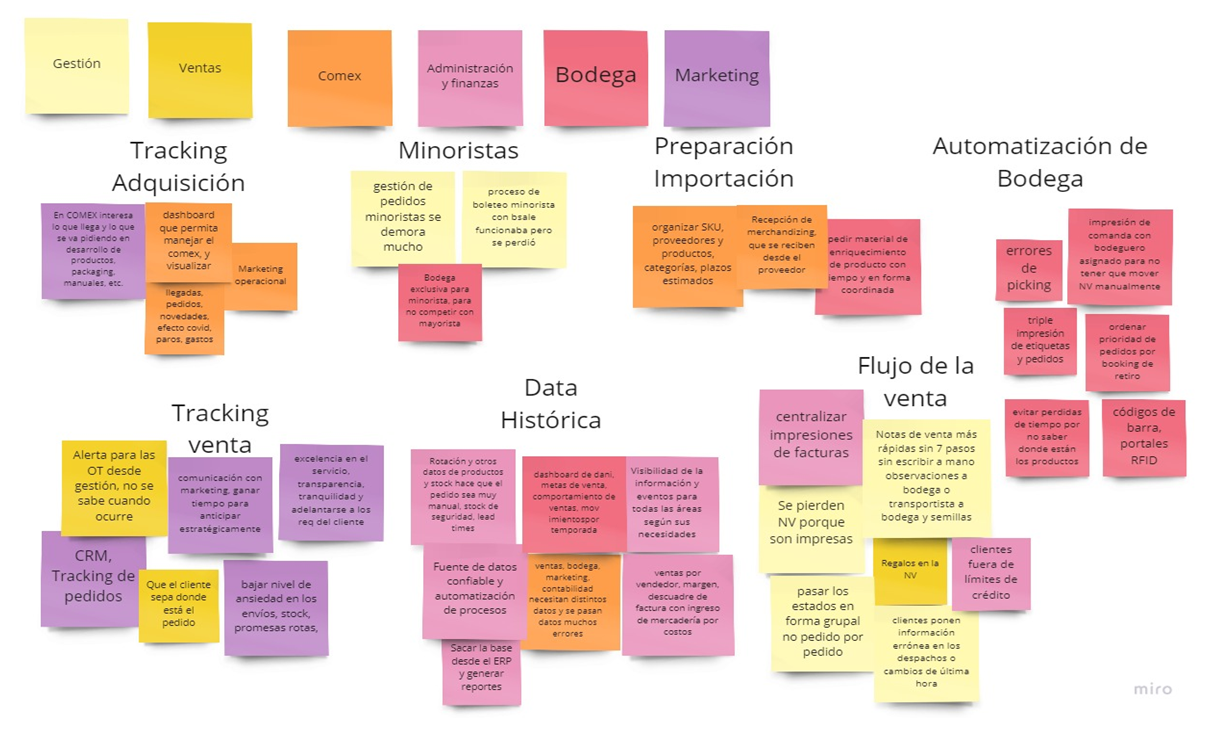 Gestión
Ventas
Comex
Administración
y finanzas
Bodega
Marketing
Tracking
Adquisición
En COMEX interesa
lo que llega y lo que
se va pidiendo en
desarrollo de
productos,
packaging,
manuales, etc.
dashboard
que permita
manejar el
comex, y
visualizar
llegadas,
pedidos,
novedades,
efecto covid,
paros, gastos
Marketing
operacional
Minoristas
gestión de
pedidos
minoristas se
demora
mucho
proceso de
boleteo minorista
con bsale
funcionaba pero
se perdió
Bodega
exclusiva para
minorista, para
no competir con
mayorista
Preparación
Importación
organizar SKU,
proveedores y
productos,
categorías, plazos
estimados
Recepción de
merchandizing,
que se reciben
desde el
proveedor
pedir material de
enriquecimiento
de producto con
tiempo y en forma
coordinada
Automatización de
Bodega
errores
de
picking
impresión de
comanda con
bodeguero
asignado para no
tener que mover
NV manualmente
triple
impresión
de etiquetas
y pedidos
ordenar
prioridad de
pedidos por
booking de
retiro
evitar perdidas
de tiempo por
no saber
donde están
los productos
códigos de
barra,
portales
RFID
Tracking
venta
Alerta para las
OT desde
gestión, no se
sabe cuando
ocurre
comunicación con
marketing, ganar
tiempo para
anticipar
estratégicamente
excelencia en el
servicio,
transparencia,
tranquilidad y
adelantarse a los
req del cliente
CRM,
Tracking de
pedidos
Que el cliente
sepa donde
está el
pedido
bajar nivel de
ansiedad en los
envíos, stock,
promesas rotas,
Data
Histórica
Rotación y otros
datos de productos
y stock hace que el
pedido sea muy
manual, stock de
seguridad, lead
times
dashboard de dani,
metas de venta,
comportamiento de
ventas, mov
imientospor
temporada
Visibilidad de la
información y
eventos para
todas las áreas
según sus
necesidades
Fuente de datos
confiable y
automatización
de procesos
ventas, bodega,
marketing,
contabilidad
necesitan distintos
datos y se pasan
datos muchos
errores
ventas por
vendedor, margen,
descuadre de
factura con ingreso
de mercadería por
costos
Sacar la base
desde el ERP
y generar
reportes
Flujo de la
venta
centralizar
impresiones
de facturas
Notas de venta más
rápidas sin 7 pasos
sin escribir a mano
observaciones a
bodega o
transportista a
bodega y semillas
Se pierden
NV porque
son impresas
Regalos en la
NV
clientes
fuera de
límites de
crédito
pasar los
estados en
forma grupal
no pedido por
pedido
clientes ponen
información
errónea en los
despachos o
cambios de última
hora
miro